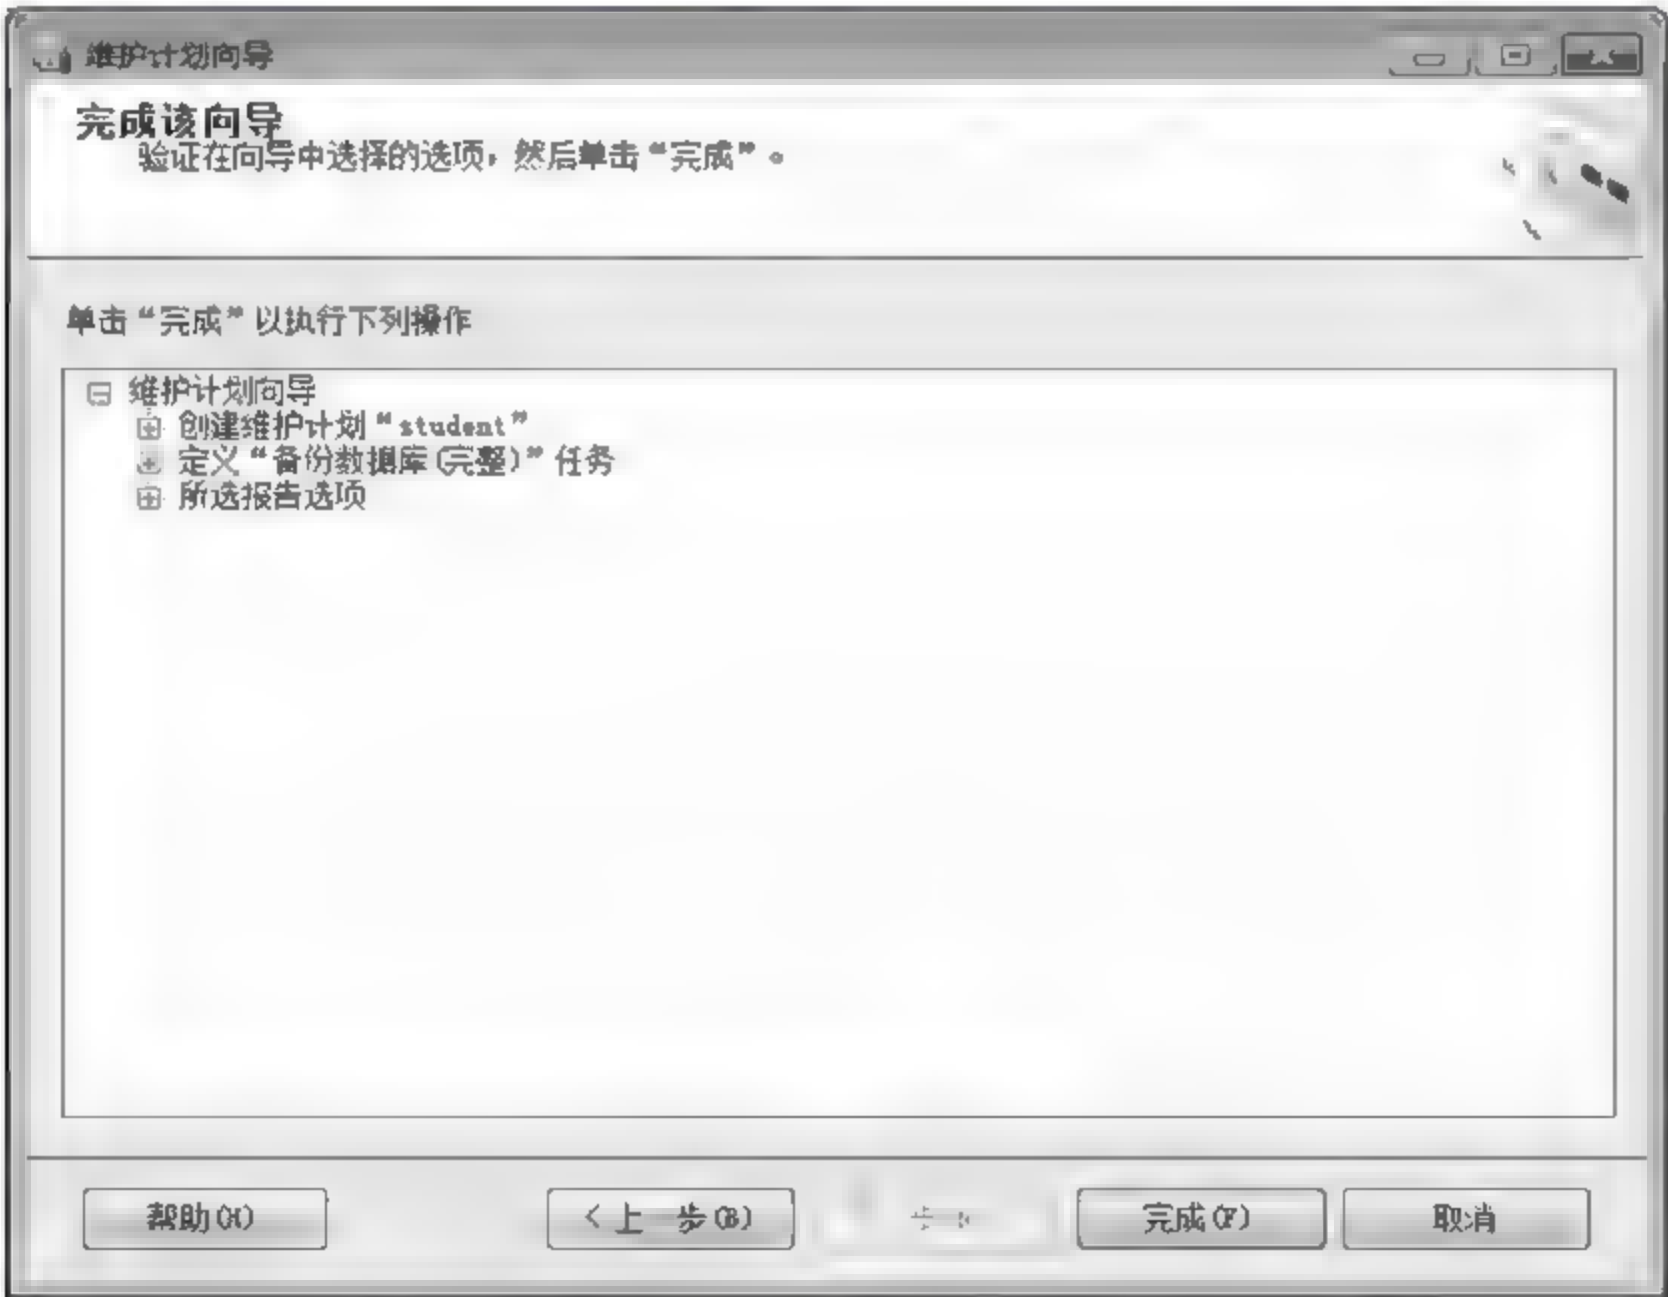 维护计划向导
完成该向导
验证在向导中选择的选项，然后单击“完成”。
单击“完成”以执行下列操作
维护计划向导
创建维护计划“student”
定义“备份数据库(完整)”任务
所选报告选项
帮助(H)
<上一步(B)
完成(F)
取消